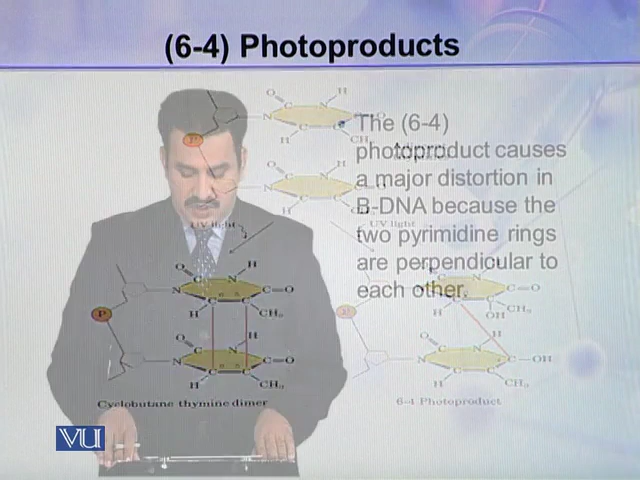 (6-4) Photoproducts
The (6-4)
photoproduct causes
a major distortion in
B-DNA because the
two pyrimidine rings
are perpendicular to
each other.
UV light
UV light
P
P
P
Cyclobutane thymine dimer
6-4 Photoproduct
VU